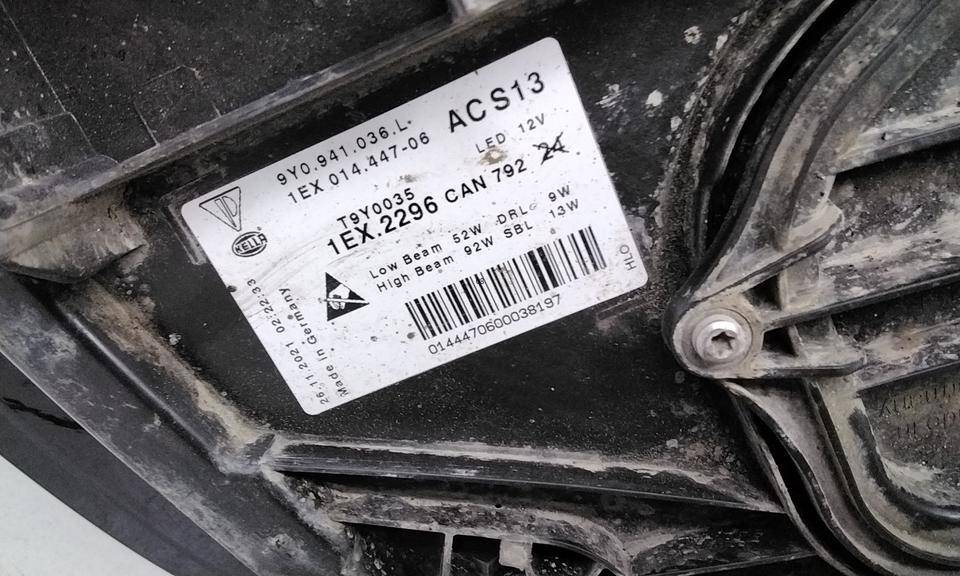 9Y0.941.036.L.
ACS13
1EX 014.447-06
LED 12V
T9Y0035
1EX.2296 CAN 792
24
HELLA
Low Beam 52W DRL 9W
High Beam 92W SBL 13W
0144470600038197
HLO
26.11.2021 02:22:33
Made in Germany